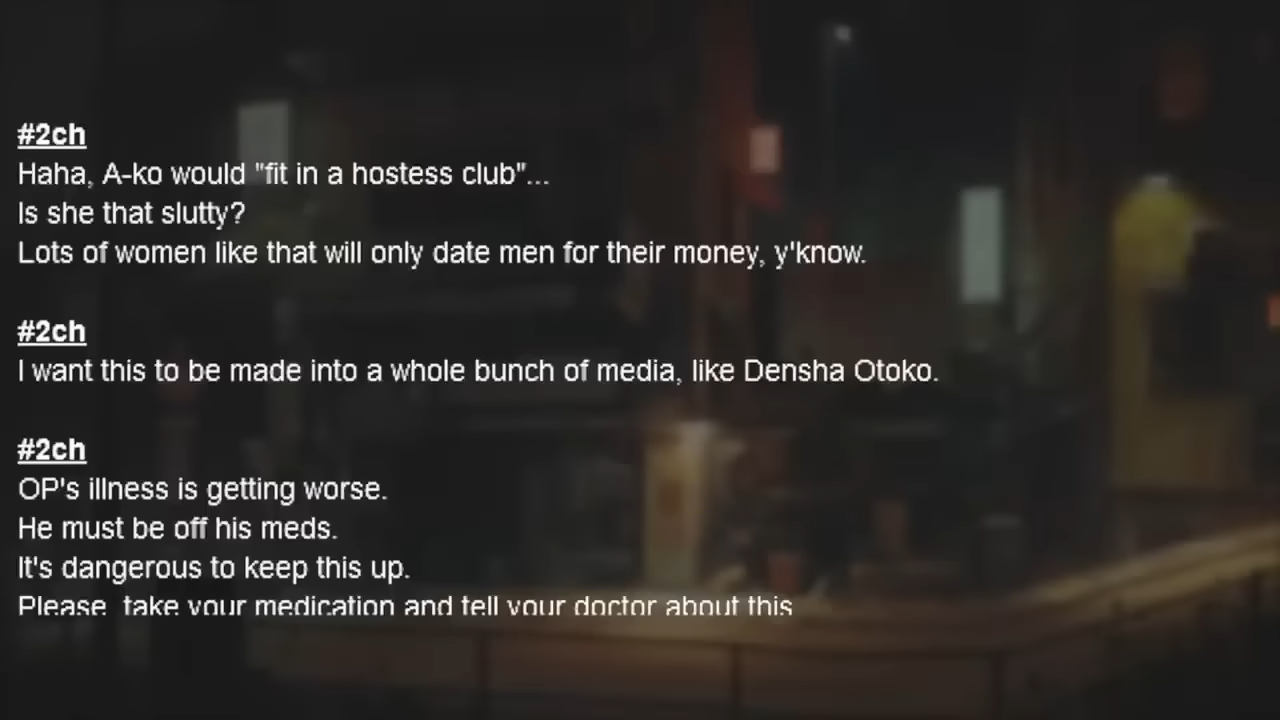 #2ch
Haha, A-ko would "fit in a hostess club"...
Is she that slutty?
Lots of women like that will only date men for their money, y'know.
#2ch
I want this to be made into a whole bunch of media, like Densha Otoko.
#2ch
OP's illness is getting worse.
He must be off his meds.
It's dangerous to keep this up.
Please, take your medication and tell your doctor about this